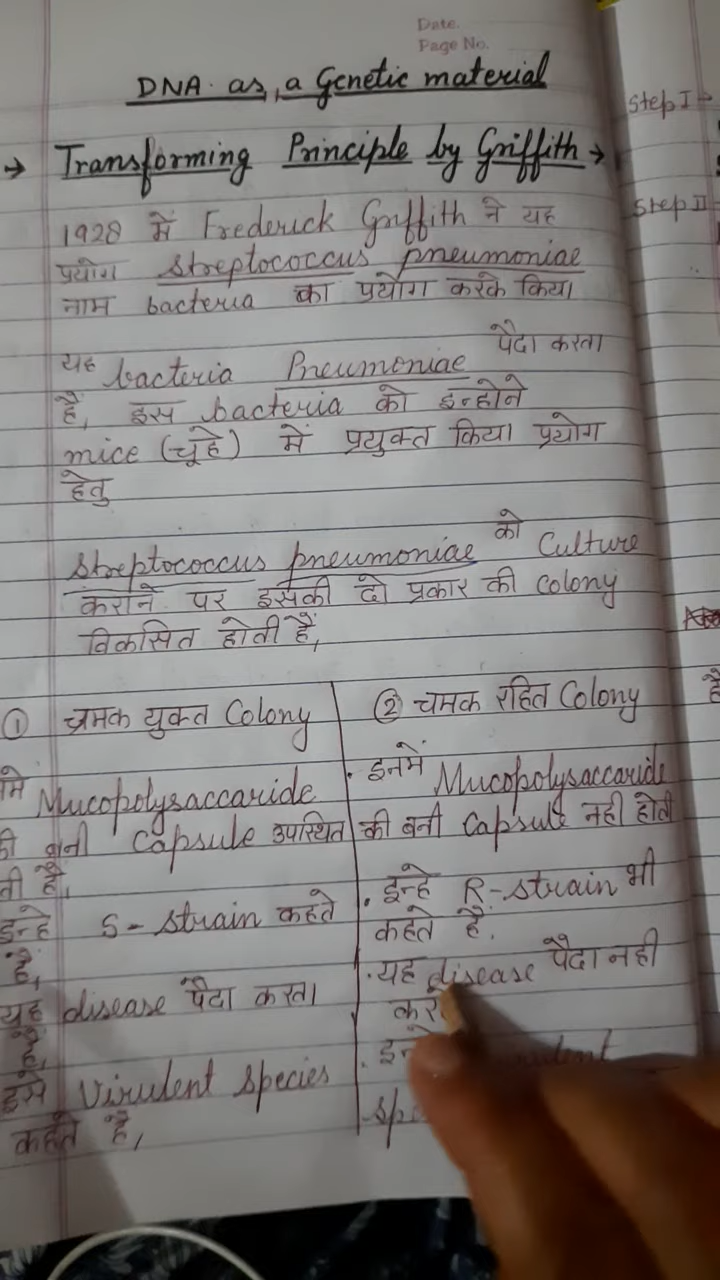 Date.
Page No.
DNA as, a Genetic material
→ Transforming Principle by Griffith →
1928 में Frederick Griffith ने यह
प्रयोग Streptococcus pneumoniae
नाम bacteria का प्रयोग करके किया
यह bacteria Pneumoniae पैदा करता
हैं, इस bacteria को इन्होने
mice (चूहे) में प्रयुक्त किया प्रयोग
हेतु
Streptococcus pneumoniae को Culture
कराने पर इसकी दो प्रकार की colony
विकसित होती हैं,
① चमक युक्त Colony
मे Mucopolysaccaride
की बनी Capsule उपस्थित
ती हैं,
इन्हे S- strain कहते
हैं,
यह disease पैदा करता
हैं,
इसे Virulent species
कहते हैं,
② चमक रहित Colony
. इनमें Mucopolysaccaride
की बनी Capsule नही होती
. इन्हे R-strain भी
कहते हैं.
. यह disease पैदा नही
Step I →
Step II